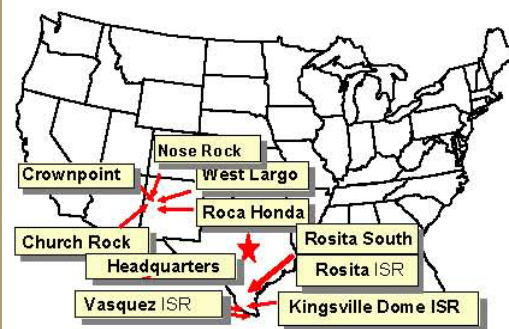 Nose Rock
Crownpoint
West Largo
Roca Honda
Church Rock
Rosita South
Headquarters
Rosita ISR
Vasquez ISR
Kingsville Dome ISR